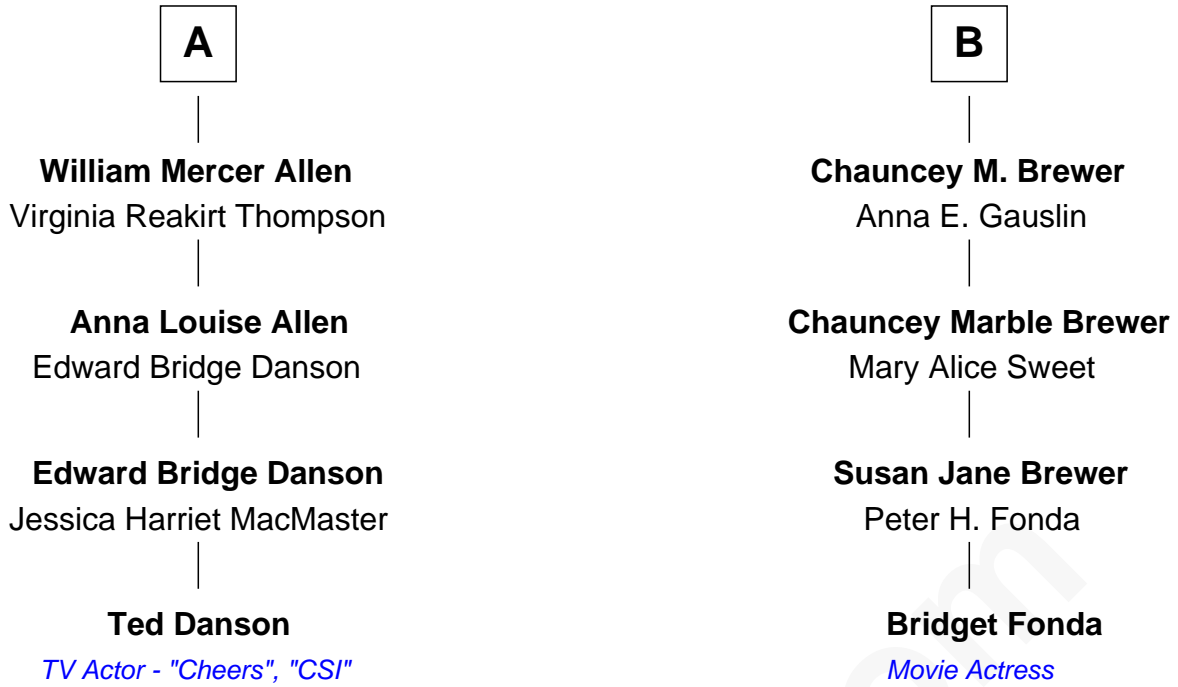 A
William Mercer Allen
Virginia Reakirt Thompson
Anna Louise Allen
Edward Bridge Danson
Edward Bridge Danson
Jessica Harriet MacMaster
Ted Danson
TV Actor - "Cheers", "CSI"
B
Chauncey M. Brewer
Anna E. Gauslin
Chauncey Marble Brewer
Mary Alice Sweet
Susan Jane Brewer
Peter H. Fonda
Bridget Fonda
Movie Actress